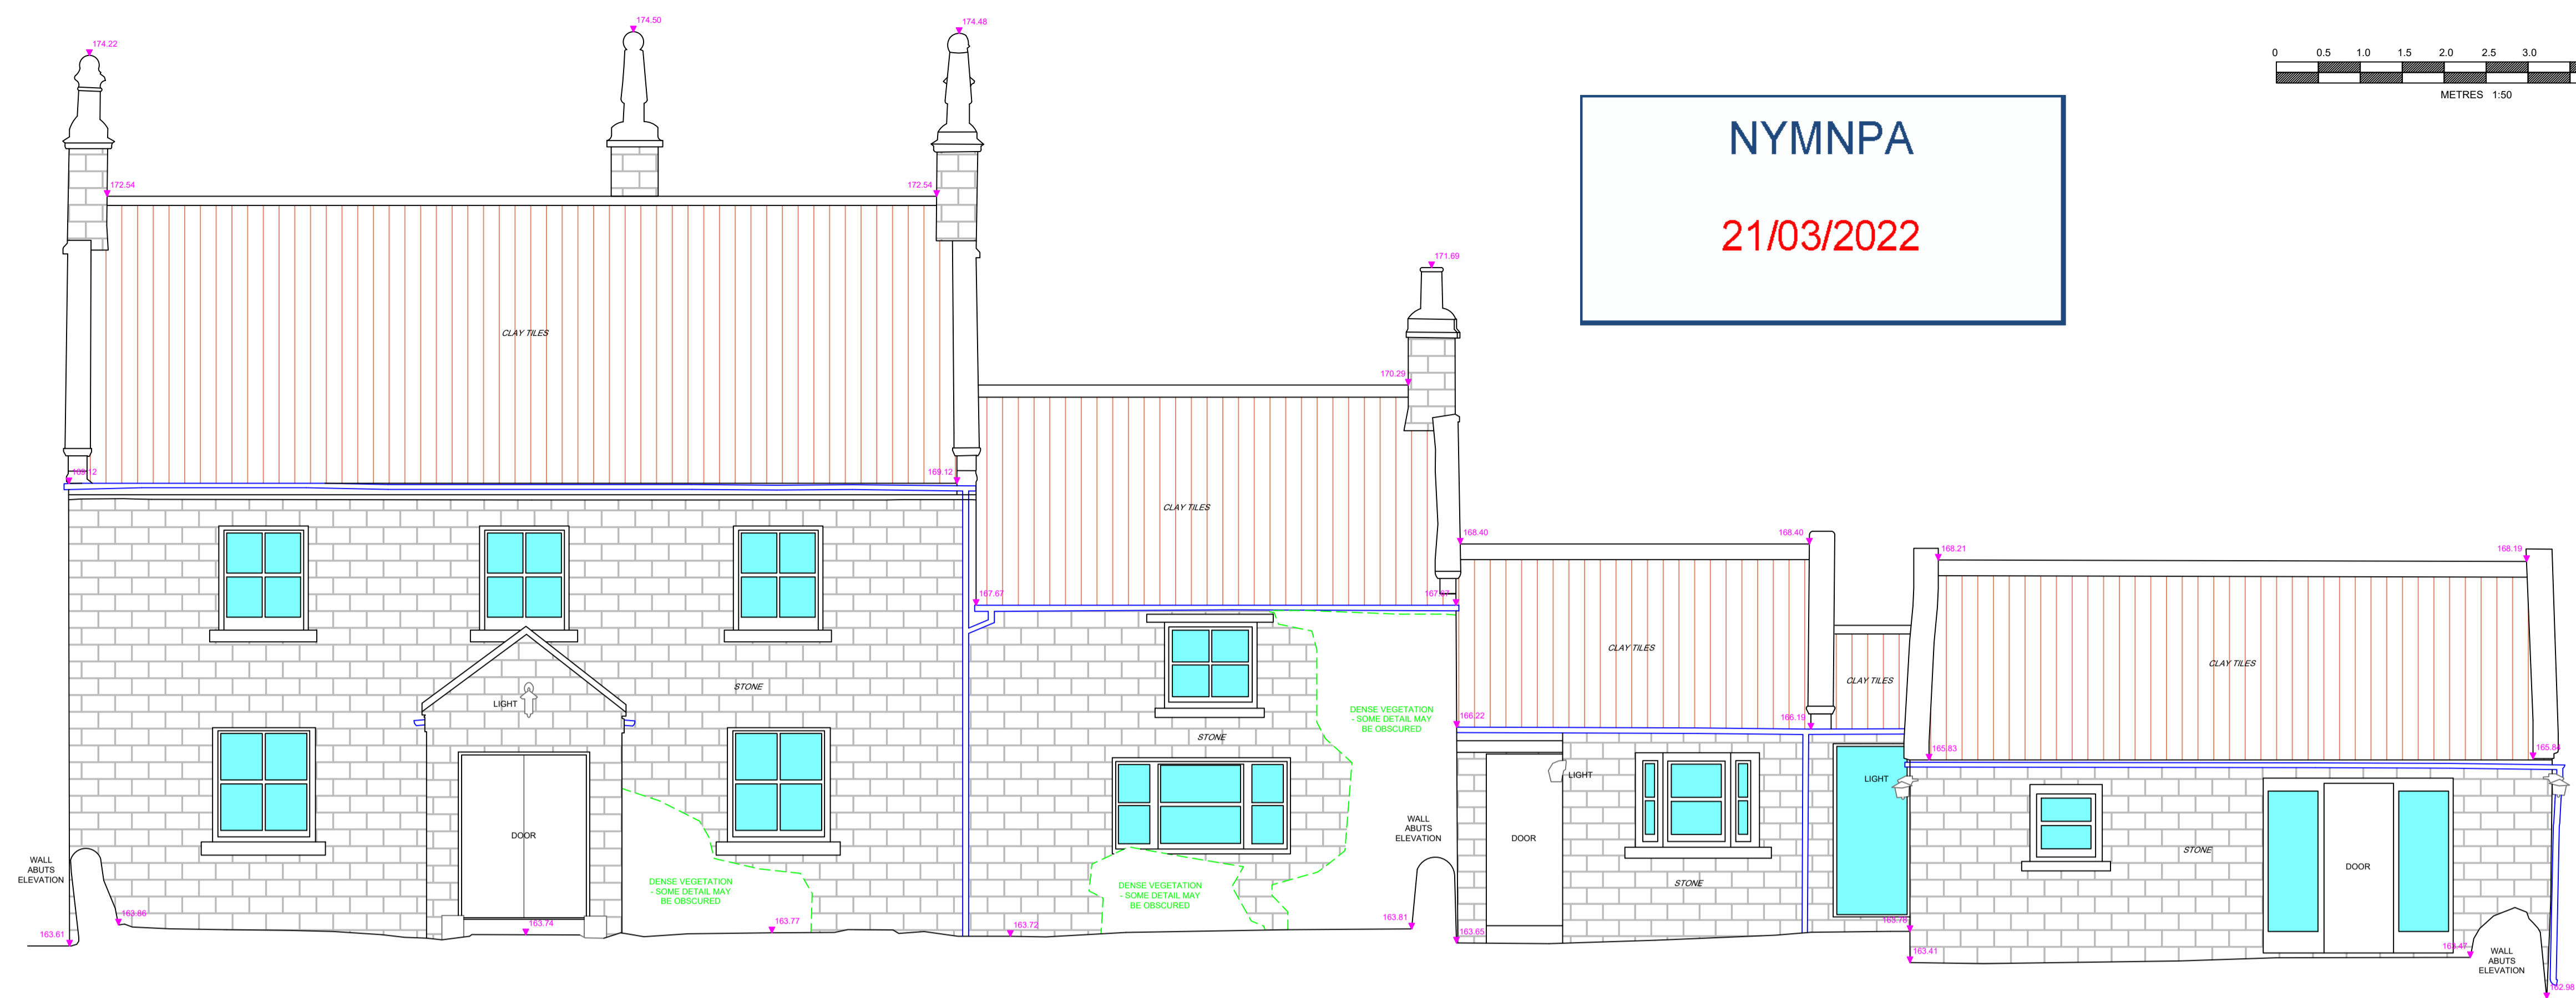 174.22
174.50
174.48
0 0.5 1.0 1.5 2.0 2.5 3.0
METRES 1:50
NYMNPA
21/03/2022
172.54
172.54
171.69
170.29
CLAY TILES
169.12
169.12
CLAY TILES
168.40
168.40
168.21
168.19
167.67
167.67
CLAY TILES
CLAY TILES
CLAY TILES
STONE
LIGHT
DENSE VEGETATION
- SOME DETAIL MAY
BE OBSCURED
166.22
166.19
STONE
165.83
165.84
LIGHT
LIGHT
WALL
ABUTS
ELEVATION
DOOR
WALL
ABUTS
ELEVATION
DOOR
STONE
DOOR
DENSE VEGETATION
- SOME DETAIL MAY
BE OBSCURED
DENSE VEGETATION
- SOME DETAIL MAY
BE OBSCURED
STONE
163.61
163.86
163.74
163.77
163.72
163.81
163.65
163.41
WALL
ABUTS
ELEVATION